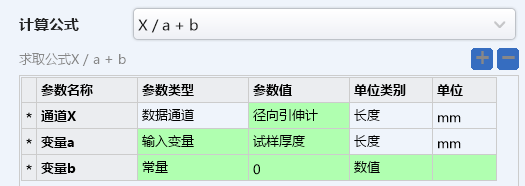 计算公式 X / a + b
求取公式X / a + b
参数名称 参数类型 参数值 单位类别 单位
* 通道X 数据通道 径向引伸计 长度 mm
* 变量a 输入变量 试样厚度 长度 mm
* 变量b 常量 0 数值